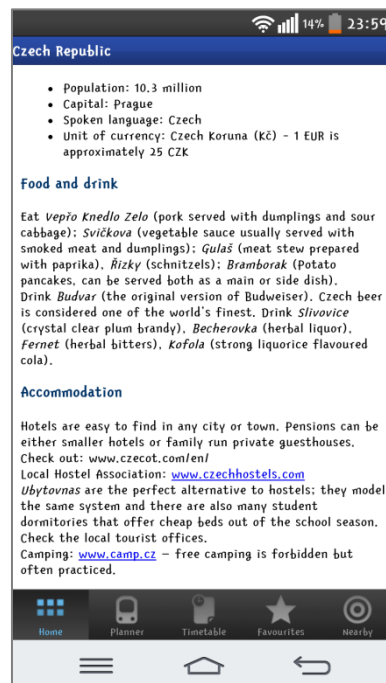 14% 23:59
Czech Republic
• Population: 10.3 million
• Capital: Prague
• Spoken language: Czech
• Unit of currency: Czech Koruna (Kč) - 1 EUR is
approximately 25 CZK
Food and drink
Eat Vepřo Knedlo Zelo (pork served with dumplings and sour
cabbage); Svičkova (vegetable sauce usually served with
smoked meat and dumplings); Gulaš (meat stew prepared
with paprika), Řizky (schnitzels); Bramborak (Potato
pancakes, can be served both as a main or side dish).
Drink Budvar (the original version of Budweiser). Czech beer
is considered one of the world's finest. Drink Slivovice
(crystal clear plum brandy), Becherovka (herbal liquor),
Fernet (herbal bitters), Kofola (strong liquorice flavoured
cola).
Accommodation
Hotels are easy to find in any city or town. Pensions can be
either smaller hotels or family run private guesthouses.
Check out: www.czecot.com/en/
Local Hostel Association: www.czechhostels.com
Ubytovnas are the perfect alternative to hostels; they model
the same system and there are also many student
dormitories that offer cheap beds out of the school season.
Check the local tourist offices.
Camping: www.camp.cz – free camping is forbidden but
often practiced.
Home Planner Timetable Favourites Nearby